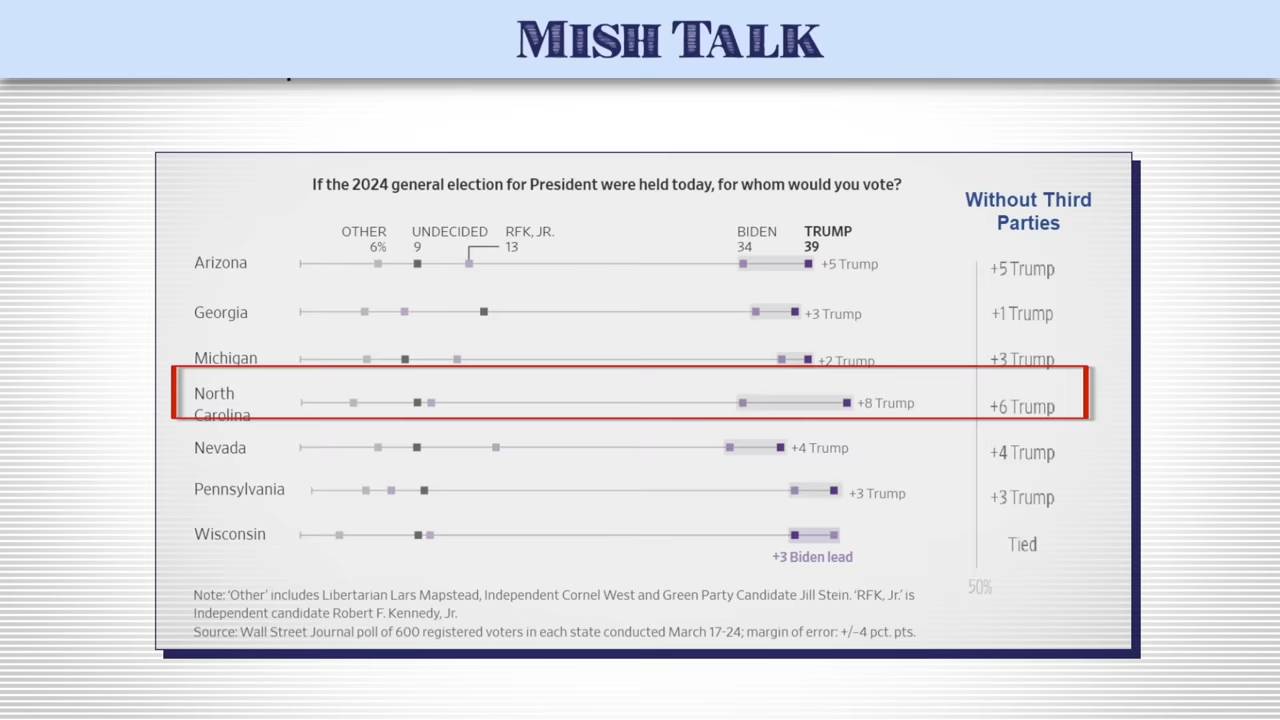 MISH TALK
If the 2024 general election for President were held today, for whom would you vote?
Without Third
Parties
OTHER UNDECIDED RFK, JR. BIDEN TRUMP
6% 9 13 34 39
Arizona +5 Trump +5 Trump
Georgia +3 Trump +1 Trump
Michigan +2 Trump +3 Trump
North
Carolina +8 Trump +6 Trump
Nevada +4 Trump +4 Trump
Pennsylvania +3 Trump +3 Trump
Wisconsin Tied
+3 Biden lead
50%
Note: ‘Other’ includes Libertarian Lars Mapstead, Independent Cornel West and Green Party Candidate Jill Stein. ‘RFK, Jr.’ is
Independent candidate Robert F. Kennedy, Jr.
Source: Wall Street Journal poll of 600 registered voters in each state conducted March 17-24; margin of error: +/–4 pct. pts.